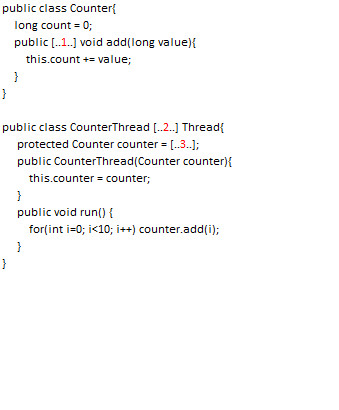 public class Counter{
long count = 0;
public [..1..] void add(long value){
this.count += value;
}
}
public class CounterThread [..2..] Thread{
protected Counter counter = [..3..];
public CounterThread(Counter counter){
this.counter = counter;
}
public void run() {
for(int i=0; i<10; i++) counter.add(i);
}
}